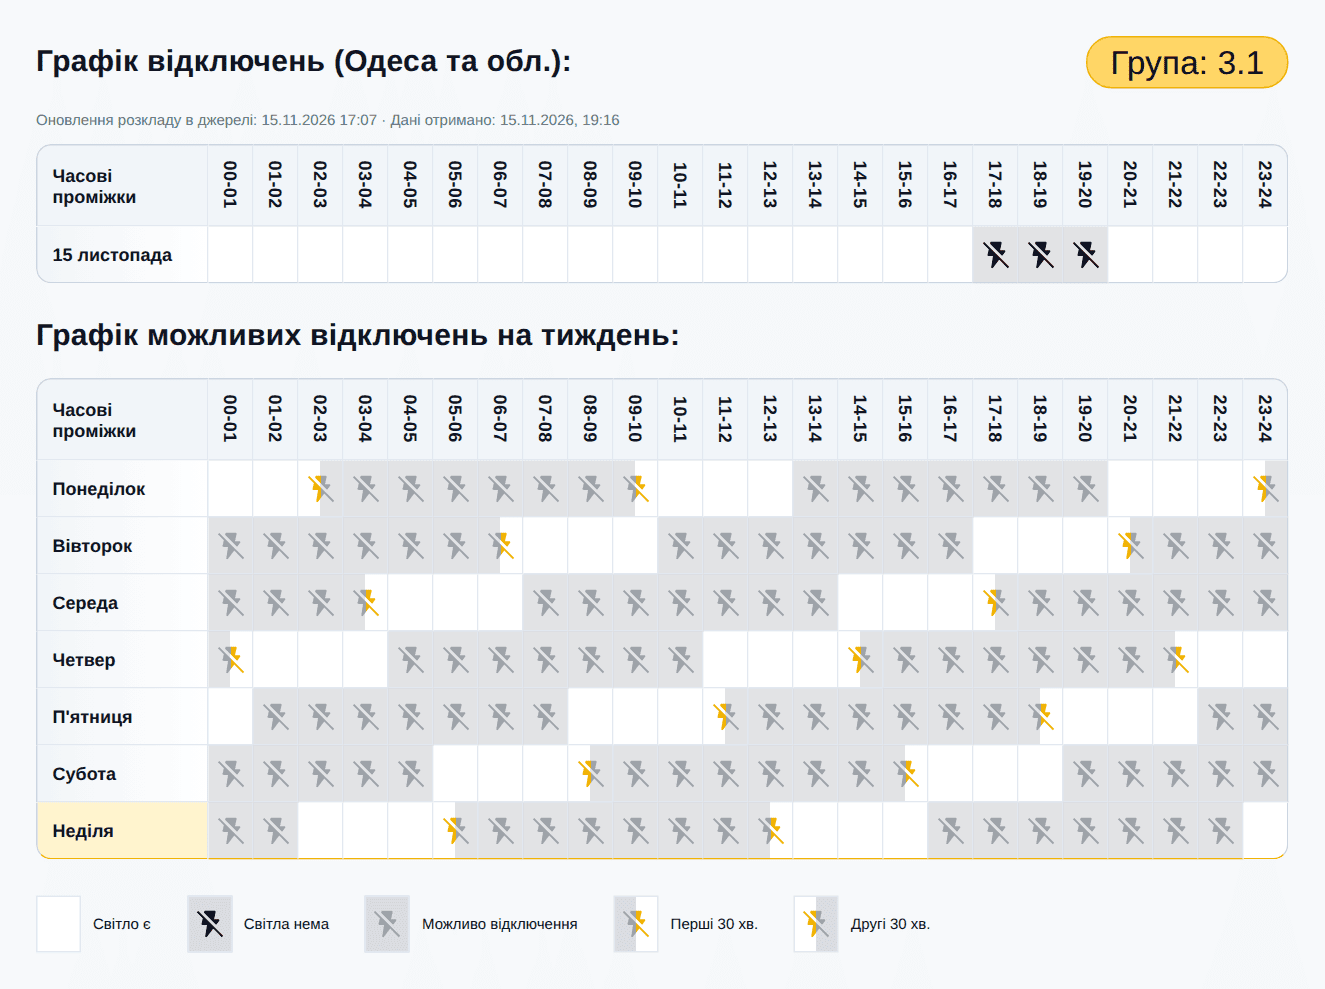 Графік відключень (Одеса та обл.):
Група: 3.1
Оновлення розкладу в джерелі: 15.11.2026 17:07 · Дані отримано: 15.11.2026, 19:16
Часові проміжки 00-01 01-02 02-03 03-04 04-05 05-06 06-07 07-08 08-09 09-10 10-11 11-12 12-13 13-14 14-15 15-16 16-17 17-18 18-19 19-20 20-21 21-22 22-23 23-24
15 листопада
Графік можливих відключень на тиждень:
Часові проміжки 00-01 01-02 02-03 03-04 04-05 05-06 06-07 07-08 08-09 09-10 10-11 11-12 12-13 13-14 14-15 15-16 16-17 17-18 18-19 19-20 20-21 21-22 22-23 23-24
Понеділок
Вівторок
Середа
Четвер
П'ятниця
Субота
Неділя
Світло є Світла нема Можливо відключення Перші 30 хв. Другі 30 хв.